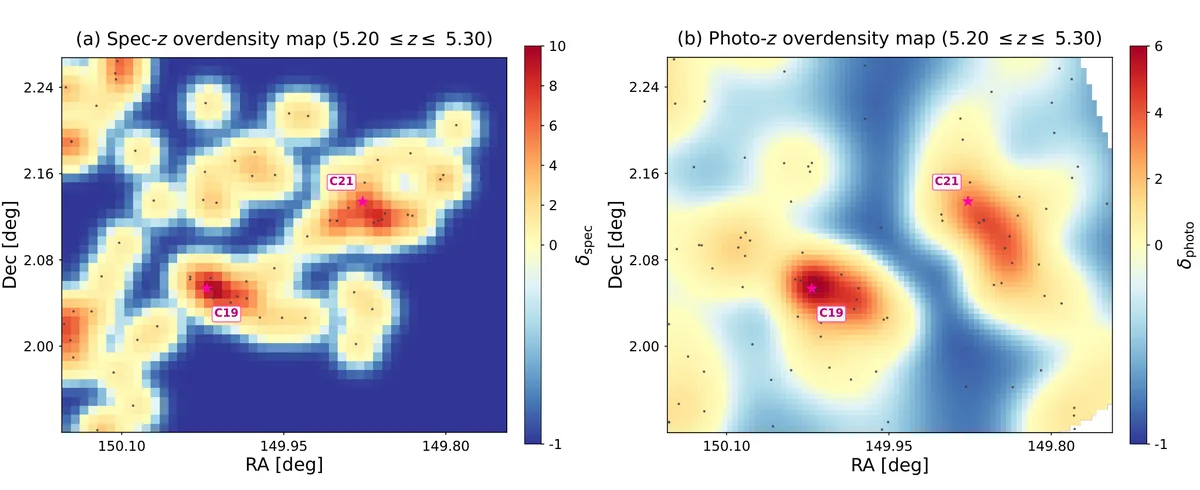 (a) Spec-z overdensity map (5.20 ≤z≤ 5.30)
2.24
2.16
2.08
2.00
Dec [deg]
150.10
149.95
149.80
RA [deg]
C21
C19
10
8
6
4
2
0
-1
δspec
(b) Photo-z overdensity map (5.20 ≤z≤ 5.30)
2.24
2.16
2.08
2.00
Dec [deg]
150.10
149.95
149.80
RA [deg]
C21
C19
6
4
2
0
-1
δphoto